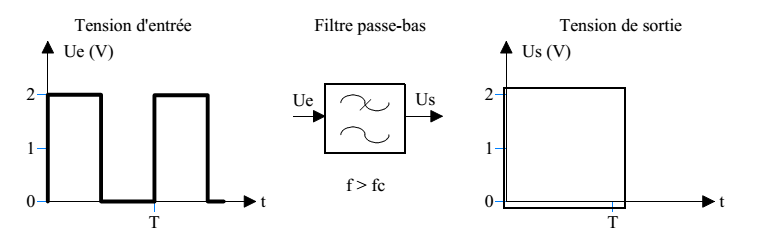 Tension d'entrée
Filtre passe-bas
Tension de sortie
Ue (V)
Us (V)
2
1
0
T
t
Ue
Us
f > fc
2
1
0
T
t